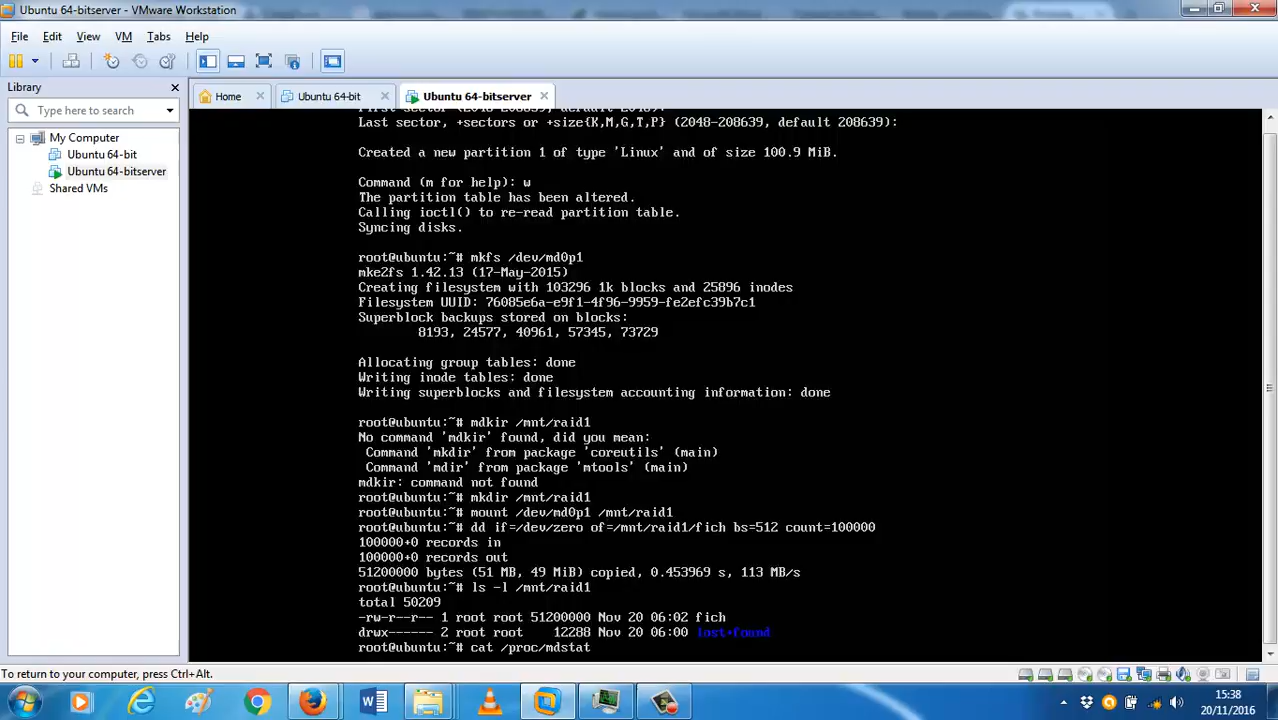 Ubuntu 64-bitserver - VMware Workstation
File Edit View VM Tabs Help
Library
Type here to search
My Computer
Ubuntu 64-bit
Ubuntu 64-bitserver
Shared VMs
Home Ubuntu 64-bit Ubuntu 64-bitserver
First sector (2048-208639, default 2048):
Last sector, +sectors or +size{K,M,G,T,P} (2048-208639, default 208639):
Created a new partition 1 of type 'Linux' and of size 100.9 MiB.
Command (m for help): w
The partition table has been altered.
Calling ioctl() to re-read partition table.
Syncing disks.
root@ubuntu:~# mkfs /dev/md0p1
mke2fs 1.42.13 (17-May-2015)
Creating filesystem with 103296 1k blocks and 25896 inodes
Filesystem UUID: 76085e6a-e9f1-4f96-9959-fe2efc39b7c1
Superblock backups stored on blocks:
8193, 24577, 40961, 57345, 73729
Allocating group tables: done
Writing inode tables: done
Writing superblocks and filesystem accounting information: done
root@ubuntu:~# mdkir /mnt/raid1
No command 'mdkir' found, did you mean:
Command 'mkdir' from package 'coreutils' (main)
Command 'mdir' from package 'mtools' (main)
mdkir: command not found
root@ubuntu:~# mkdir /mnt/raid1
root@ubuntu:~# mount /dev/md0p1 /mnt/raid1
root@ubuntu:~# dd if=/dev/zero of=/mnt/raid1/fich bs=512 count=100000
100000+0 records in
100000+0 records out
51200000 bytes (51 MB, 49 MiB) copied, 0.453969 s, 113 MB/s
root@ubuntu:~# ls -l /mnt/raid1
total 50209
-rw-r--r-- 1 root root 51200000 Nov 20 06:02 fich
drwx------ 2 root root 12288 Nov 20 06:00 lost+found
root@ubuntu:~# cat /proc/mdstat
To return to your computer, press Ctrl+Alt.
15:38
20/11/2016